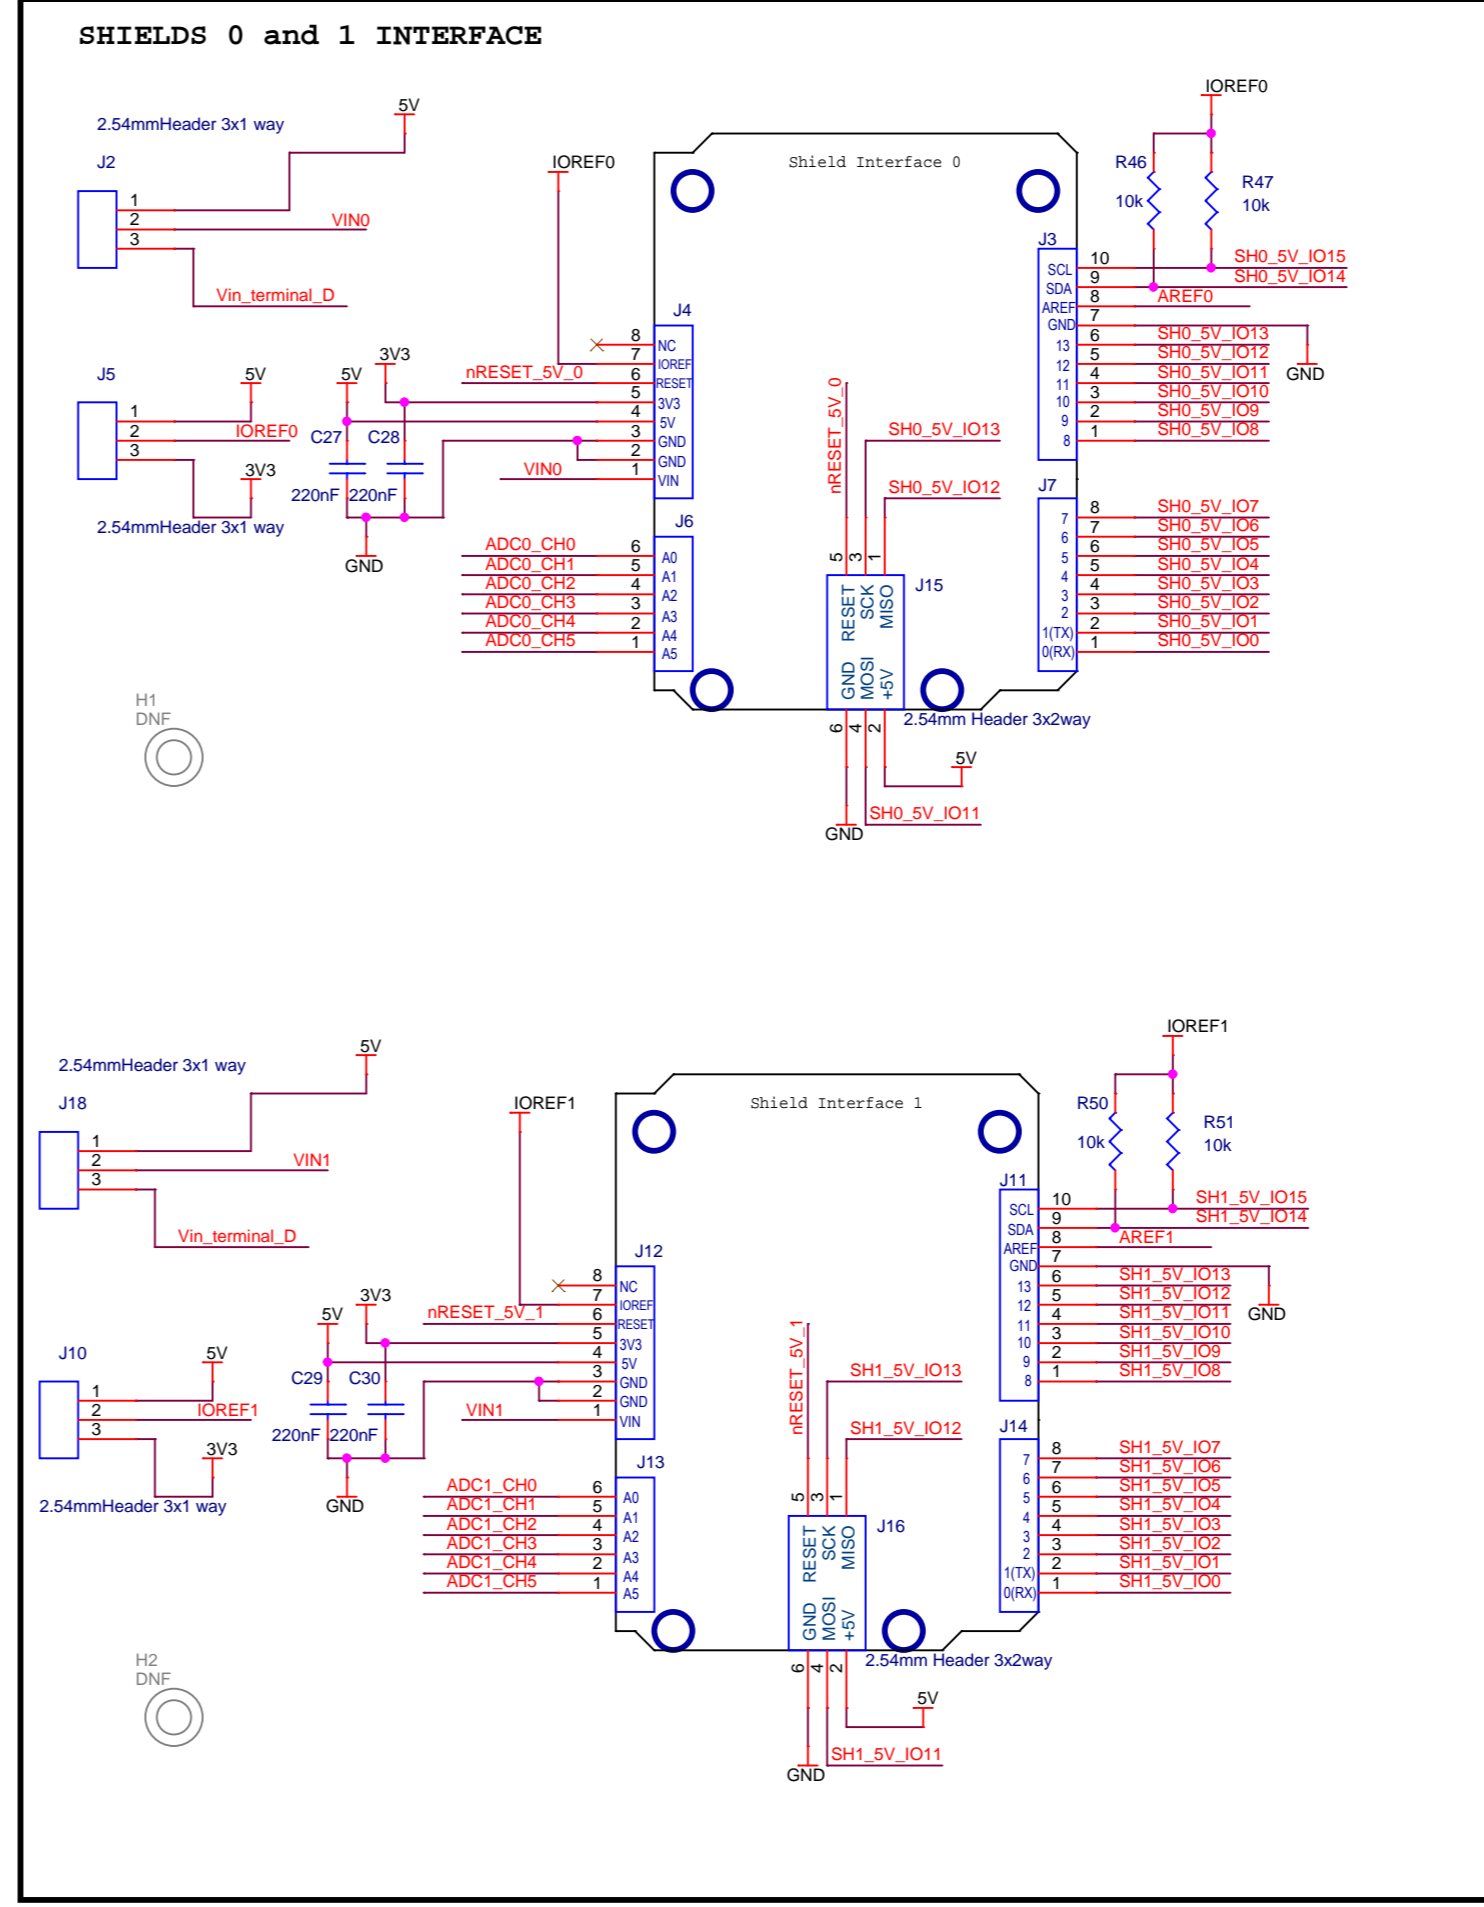 SHIELDS 0 and 1 INTERFACE
2.54mmHeader 3x1 way
J2
5V
1
2
3
VIN0
Vin_terminal_D
J5
5V
1
2
3
IOREF0
3V3
2.54mmHeader 3x1 way
5V
3V3
C27
C28
220nF
220nF
GND
IOREF0
nRESET_5V_0
VIN0
Shield Interface 0
J4
8 NC
7 IOREF
6 RESET
5 3V3
4 5V
3 GND
2 GND
1 VIN
J6
ADC0_CH0 6 A0
ADC0_CH1 5 A1
ADC0_CH2 4 A2
ADC0_CH3 3 A3
ADC0_CH4 2 A4
ADC0_CH5 1 A5
IOREF0
R46
10k
R47
10k
J3
SCL 10 SH0_5V_IO15
SDA 9 SH0_5V_IO14
AREF 8 AREF0
GND 7
13 6 SH0_5V_IO13
12 5 SH0_5V_IO12
11 4 SH0_5V_IO11
10 3 SH0_5V_IO10
9 2 SH0_5V_IO9
8 1 SH0_5V_IO8
GND
J7
7 8 SH0_5V_IO7
6 7 SH0_5V_IO6
5 6 SH0_5V_IO5
4 5 SH0_5V_IO4
3 4 SH0_5V_IO3
2 3 SH0_5V_IO2
1(TX) 2 SH0_5V_IO1
0(RX) 1 SH0_5V_IO0
nRESET_5V_0
SH0_5V_IO13
SH0_5V_IO12
5 3 1
J15
RESET
SCK
MISO
GND
MOSI
+5V
2.54mm Header 3x2way
6 4 2
5V
SH0_5V_IO11
GND
H1
DNF
2.54mmHeader 3x1 way
J18
5V
1
2
3
VIN1
Vin_terminal_D
J10
5V
1
2
3
IOREF1
3V3
2.54mmHeader 3x1 way
5V
3V3
C29
C30
220nF
220nF
GND
IOREF1
nRESET_5V_1
VIN1
Shield Interface 1
J12
8 NC
7 IOREF
6 RESET
5 3V3
4 5V
3 GND
2 GND
1 VIN
J13
ADC1_CH0 6 A0
ADC1_CH1 5 A1
ADC1_CH2 4 A2
ADC1_CH3 3 A3
ADC1_CH4 2 A4
ADC1_CH5 1 A5
IOREF1
R50
10k
R51
10k
J11
SCL 10 SH1_5V_IO15
SDA 9 SH1_5V_IO14
AREF 8 AREF1
GND 7
13 6 SH1_5V_IO13
12 5 SH1_5V_IO12
11 4 SH1_5V_IO11
10 3 SH1_5V_IO10
9 2 SH1_5V_IO9
8 1 SH1_5V_IO8
GND
J14
7 8 SH1_5V_IO7
6 7 SH1_5V_IO6
5 6 SH1_5V_IO5
4 5 SH1_5V_IO4
3 4 SH1_5V_IO3
2 3 SH1_5V_IO2
1(TX) 2 SH1_5V_IO1
0(RX) 1 SH1_5V_IO0
nRESET_5V_1
SH1_5V_IO13
SH1_5V_IO12
5 3 1
J16
RESET
SCK
MISO
GND
MOSI
+5V
2.54mm Header 3x2way
6 4 2
5V
SH1_5V_IO11
GND
H2
DNF